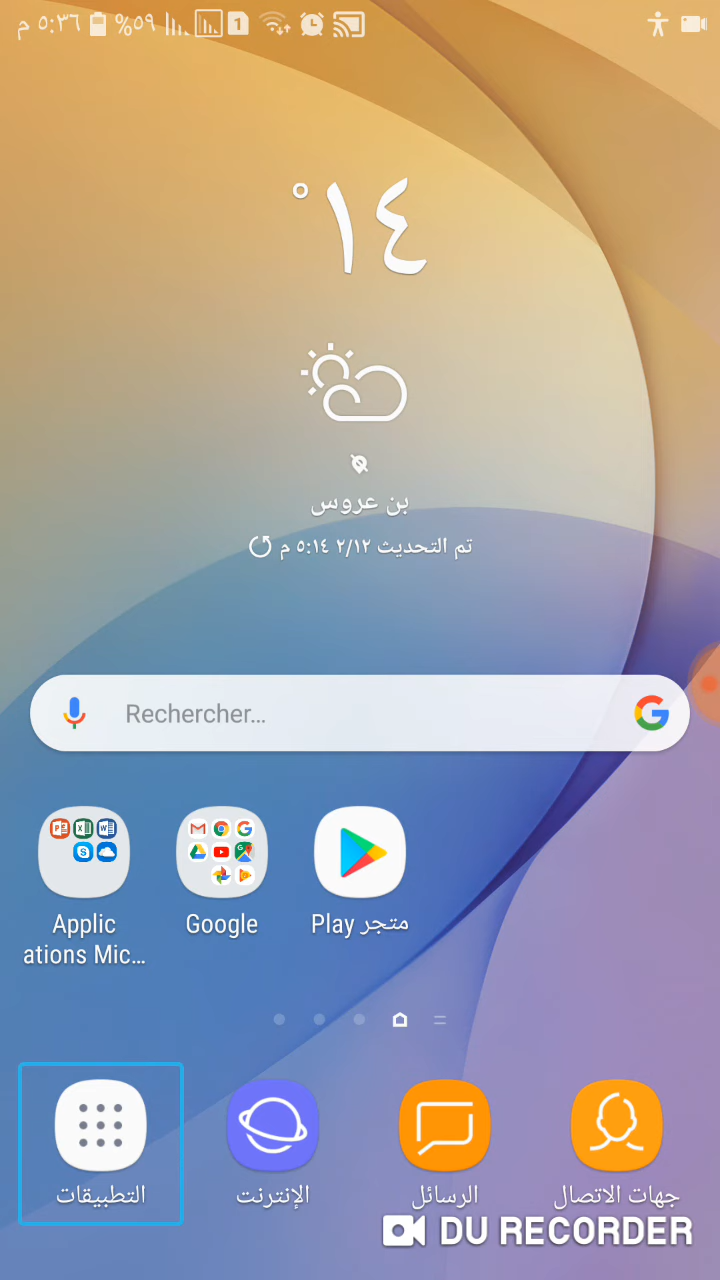 ٥:٣٦ م
٥٩%
1
١٤°
بن عروس
تم التحديث ٢/١٢ ٥:١٤ م
Rechercher...
Applic
ations Mic...
Google
متجر Play
التطبيقات
الإنترنت
الرسائل
جهات الاتصال
DU RECORDER